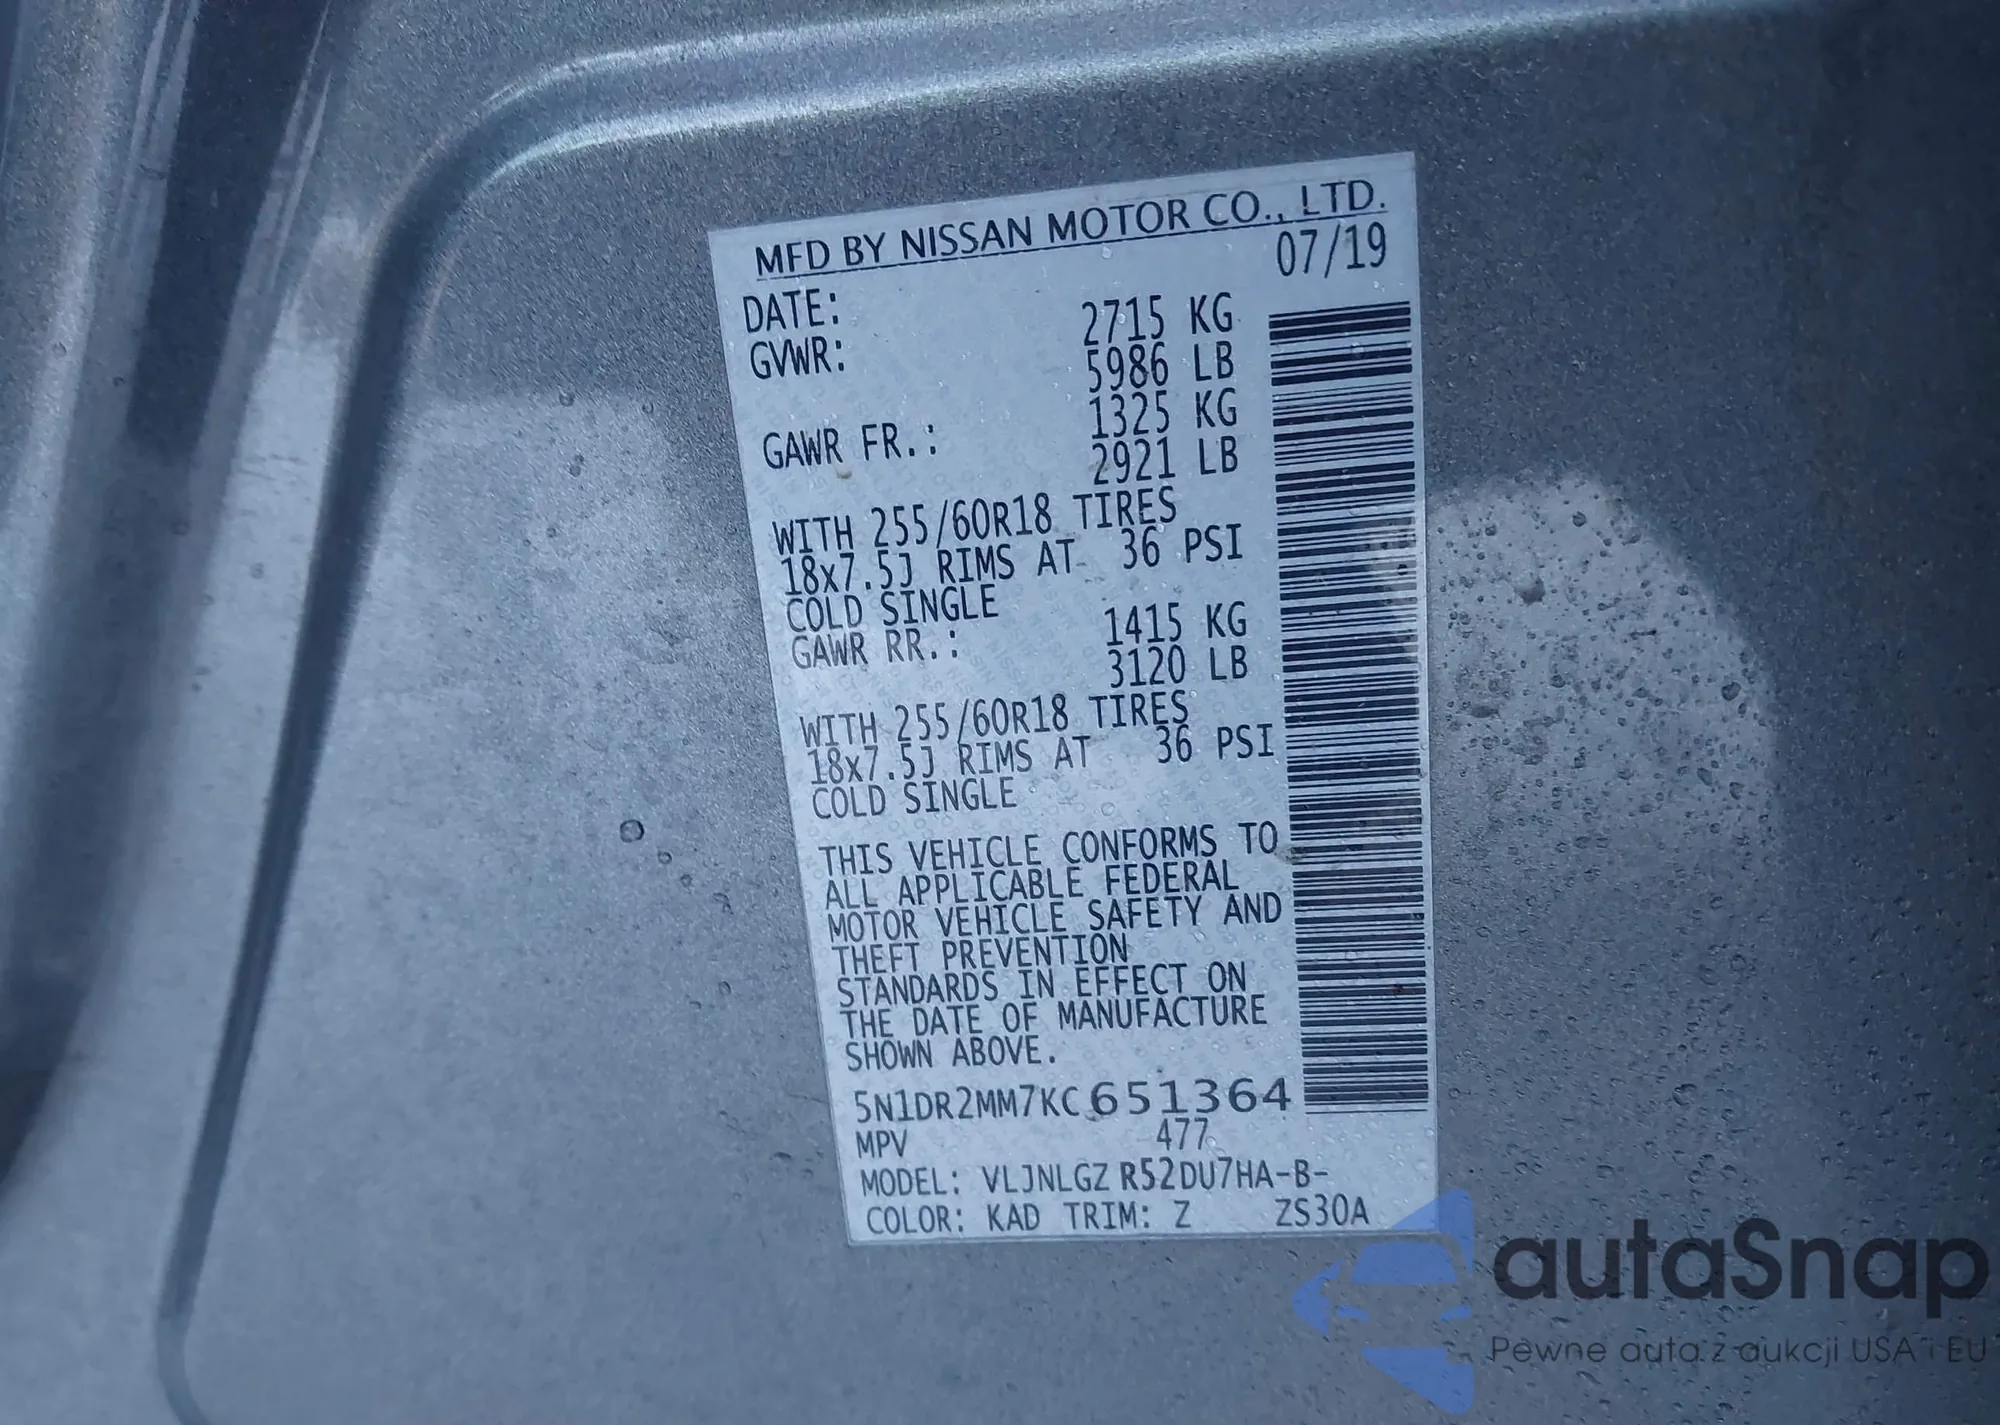 MFD BY NISSAN MOTOR CO., LTD.
DATE: 07/19
GVWR: 2715 KG
5986 LB
GAWR FR.: 1325 KG
2921 LB
WITH 255/60R18 TIRES
18x7.5J RIMS AT 36 PSI
COLD SINGLE
GAWR RR.: 1415 KG
3120 LB
WITH 255/60R18 TIRES
18x7.5J RIMS AT 36 PSI
COLD SINGLE
THIS VEHICLE CONFORMS TO
ALL APPLICABLE FEDERAL
MOTOR VEHICLE SAFETY AND
THEFT PREVENTION
STANDARDS IN EFFECT ON
THE DATE OF MANUFACTURE
SHOWN ABOVE.
5N1DR2MM7KC651364
MPV 477
MODEL: VLJNLGZ R52DU7HA-B-
COLOR: KAD TRIM: Z ZS30A
autaSnap
Pewne auta z aukcji USA i EU